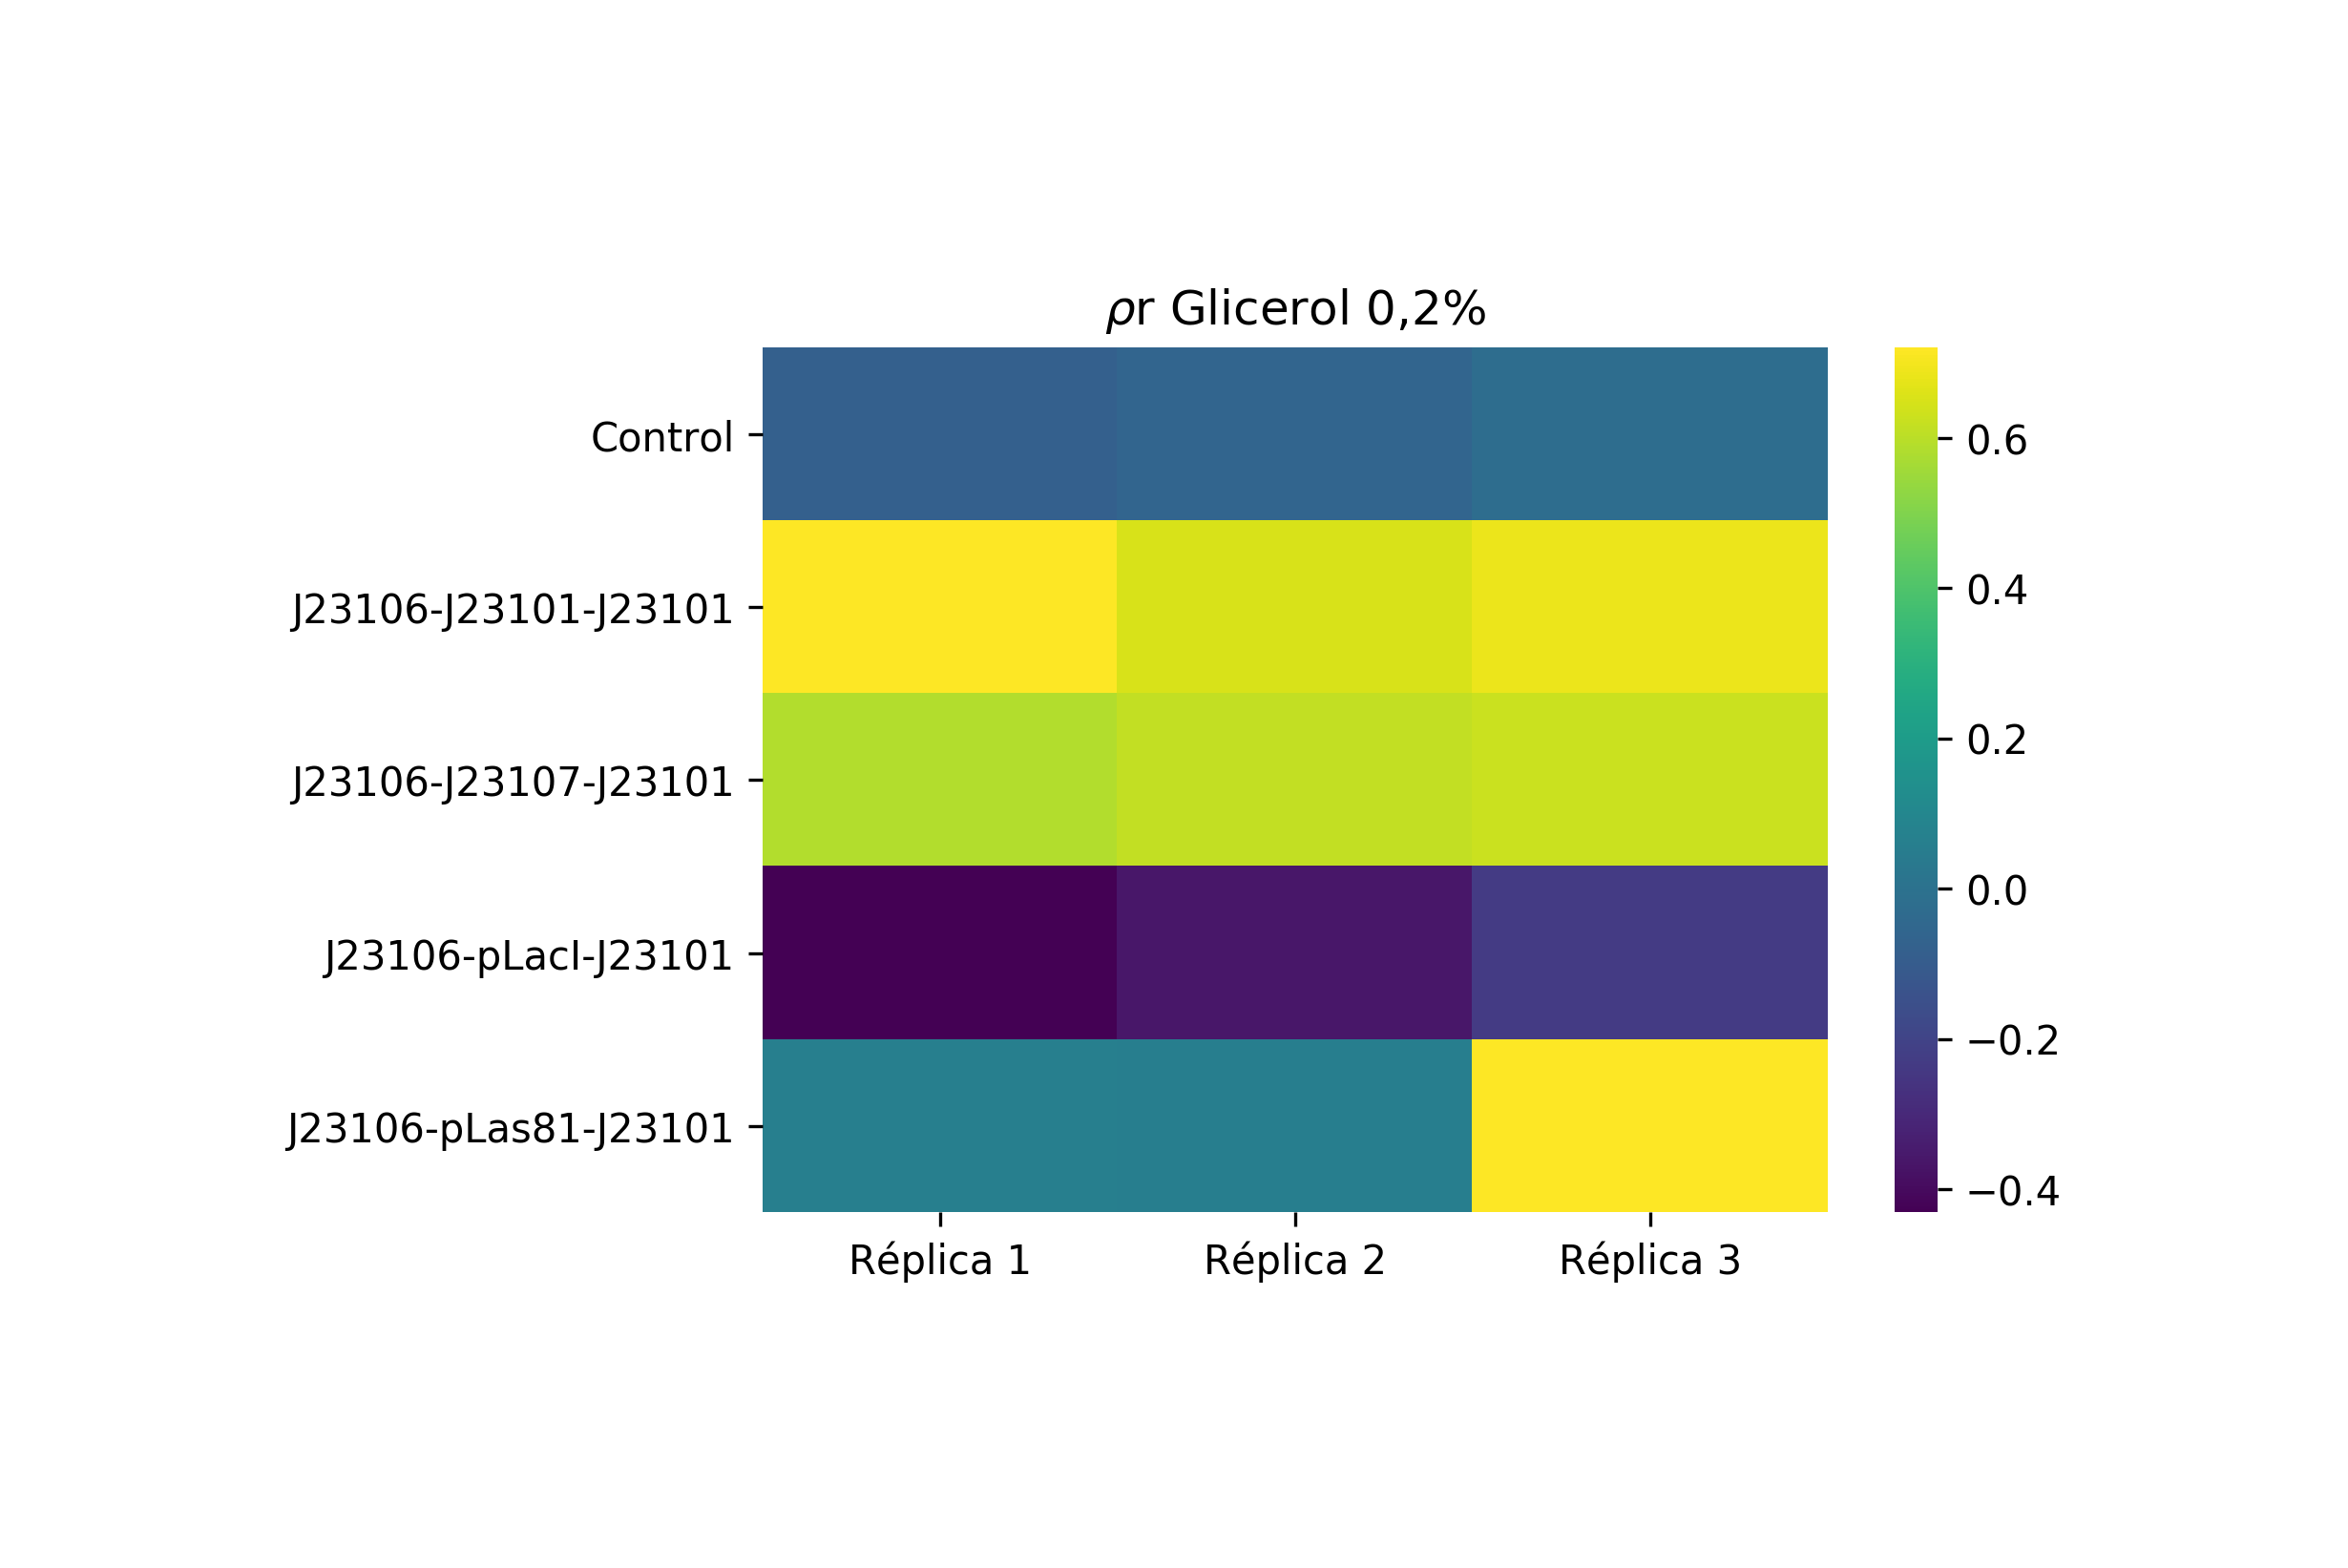 ρr Glicerol 0,2%
Control
J23106-J23101-J23101
J23106-J23107-J23101
J23106-pLacI-J23101
J23106-pLas81-J23101
Réplica 1
Réplica 2
Réplica 3
0.6
0.4
0.2
0.0
−0.2
−0.4